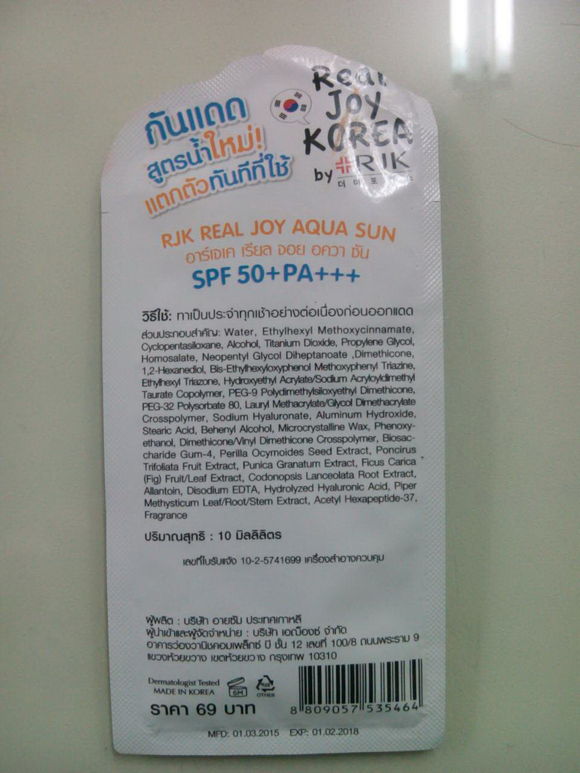 Real
JOY
KOREA
by RJK
กันแดด
สูตรน้ำใหม่!
แตกตัวทันทีที่ใช้
RJK REAL JOY AQUA SUN
อาร์เจเค เรียล จอย อควา ซัน
SPF 50+PA+++
วิธีใช้: ทาเป็นประจำทุกเช้าอย่างต่อเนื่องก่อนออกแดด
ส่วนประกอบสำคัญ: Water, Ethylhexyl Methoxycinnamate,
Cyclopentasiloxane, Alcohol, Titanium Dioxide, Propylene Glycol,
Homosalate, Neopentyl Glycol Diheptanoate ,Dimethicone,
1,2-Hexanediol, Bis-Ethylhexyloxyphenol Methoxyphenyl Triazine,
Ethylhexyl Triazone, Hydroxyethyl Acrylate/Sodium Acryloyldimethyl
Taurate Copolymer, PEG-9 Polydimethylsiloxyethyl Dimethicone,
PEG-32 Polysorbate 80, Lauryl Methacrylate/Glycol Dimethacrylate
Crosspolymer, Sodium Hyaluronate, Aluminum Hydroxide,
Stearic Acid, Behenyl Alcohol, Microcrystalline Wax, Phenoxy-
ethanol, Dimethicone/Vinyl Dimethicone Crosspolymer, Biosac-
charide Gum-4, Perilla Ocymoides Seed Extract, Poncirus
Trifoliata Fruit Extract, Punica Granatum Extract, Ficus Carica
(Fig) Fruit/Leaf Extract, Codonopsis Lanceolata Root Extract,
Allantoin, Disodium EDTA, Hydrolyzed Hyaluronic Acid, Piper
Methysticum Leaf/Root/Stem Extract, Acetyl Hexapeptide-37,
Fragrance
ปริมาณสุทธิ : 10 มิลลิลิตร
เลขที่ใบรับแจ้ง 10-2-5741699 เครื่องสำอางควบคุม
ผู้ผลิต : บริษัท อายซัม ประเทศเกาหลี
ผู้นำเข้าและผู้จัดจำหน่าย : บริษัท เอเน็องซ์ จำกัด
อาคารว่องวานิชคอมเพล็กซ์ บี ชั้น 12 เลขที่ 100/8 ถนนพระราม 9
แขวงห้วยขวาง เขตห้วยขวาง กรุงเทพ 10310
Dermatologist Tested
MADE IN KOREA
6M
OTHER
ราคา 69 บาท
8 809057 535464
MFD: 01.03.2015 EXP: 01.02.2018